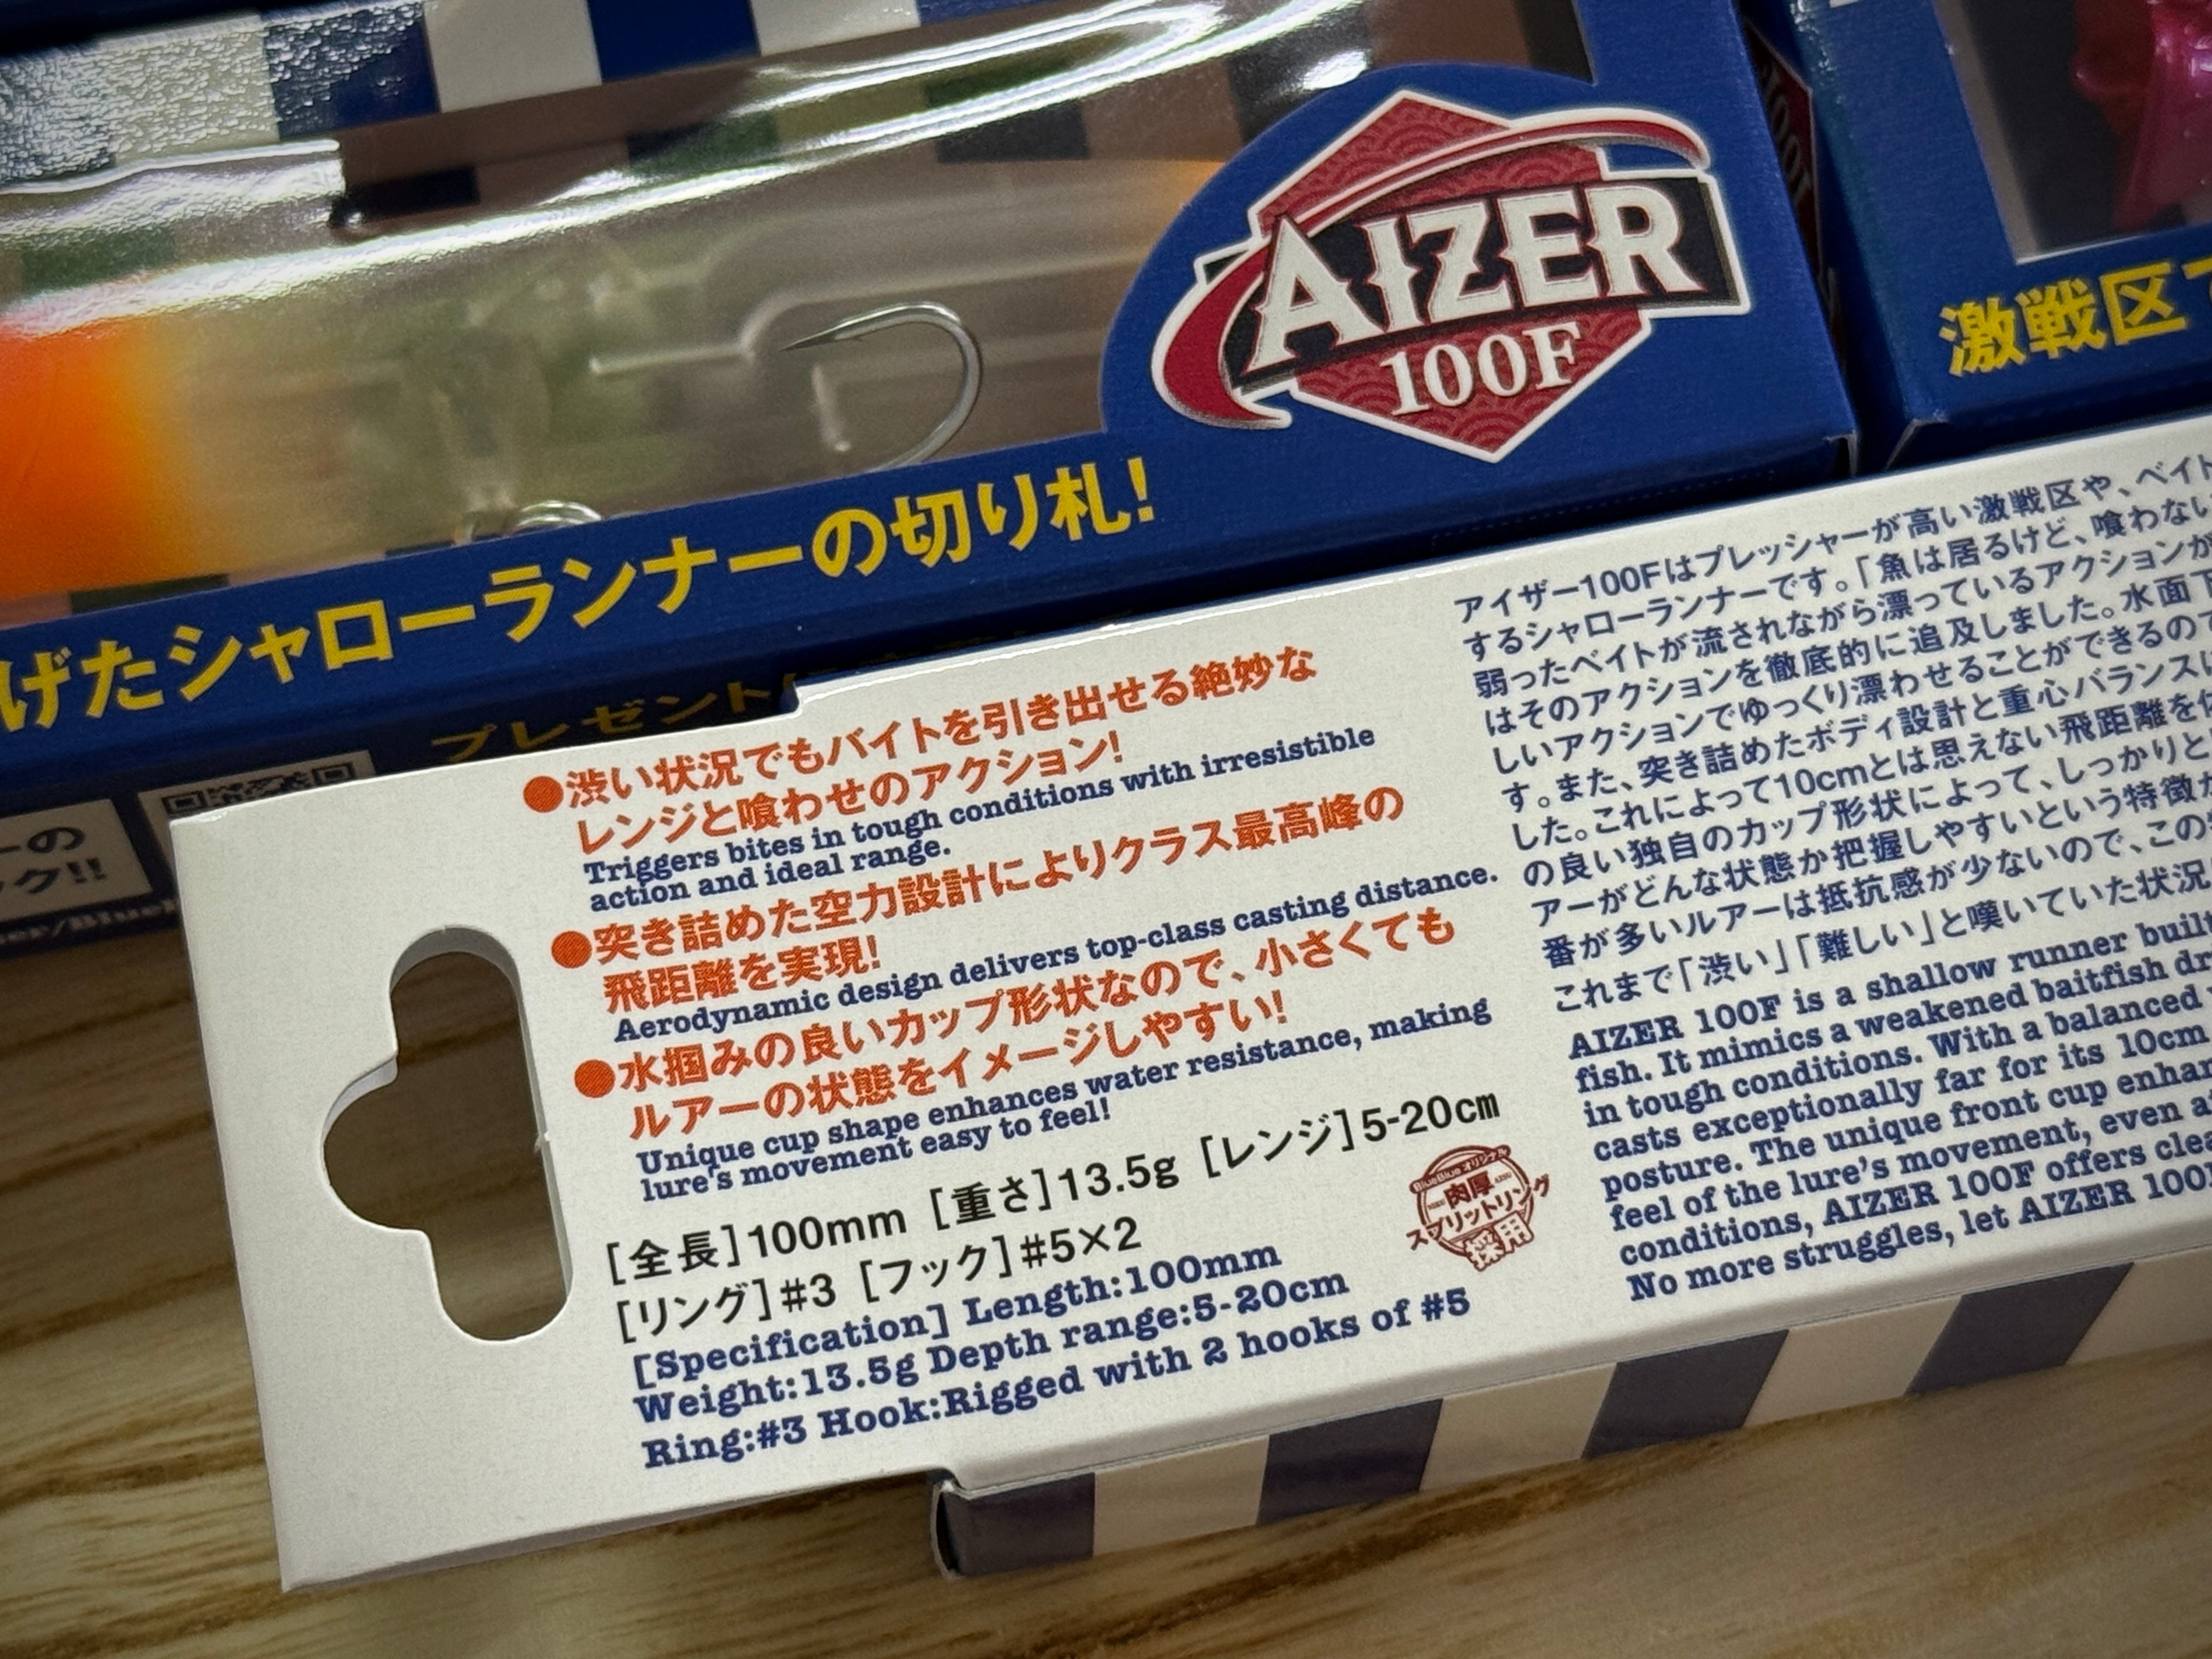 AIZER
100F
激戦区で
げたシャローランナーの切り札!
プレゼント
ーの
ク!!
●渋い状況でもバイトを引き出せる絶妙な
レンジと喰わせのアクション!
Triggers bites in tough conditions with irresistible
action and ideal range.
●突き詰めた空力設計によりクラス最高峰の
飛距離を実現!
Aerodynamic design delivers top-class casting distance.
●水掴みの良いカップ形状なので、小さくても
ルアーの状態をイメージしやすい!
Unique cup shape enhances water resistance, making
lure's movement easy to feel!
[全長]100mm [重さ]13.5g [レンジ]5-20cm
[リング]#3 [フック]#5×2
[Specification] Length:100mm
Weight:13.5g Depth range:5-20cm
Ring:#3 Hook:Rigged with 2 hooks of #5
BlueBlue オリジナル
肉厚
スプリットリング
採用
アイザー100Fはプレッシャーが高い激戦区や、ベイト
するシャローランナーです。「魚は居るけど、喰わない
弱ったベイトが流されながら漂っているアクションが
はそのアクションを徹底的に追及しました。水面下
しいアクションでゆっくり漂わせることができるので
す。また、突き詰めたボディ設計と重心バランスに
した。これによって10cmとは思えない飛距離を
の良い独自のカップ形状によって、しっかりと
アーがどんな状態か把握しやすいという特徴が
番が多いルアーは抵抗感が少ないので、この
これまで「渋い」「難しい」と嘆いていた状況
AIZER 100F is a shallow runner built
fish. It mimics a weakened baitfish
in tough conditions. With a balanced
casts exceptionally far for its 10cm
posture. The unique front cup
feel of the lure's movement, even
conditions, AIZER 100F offers
No more struggles, let AIZER